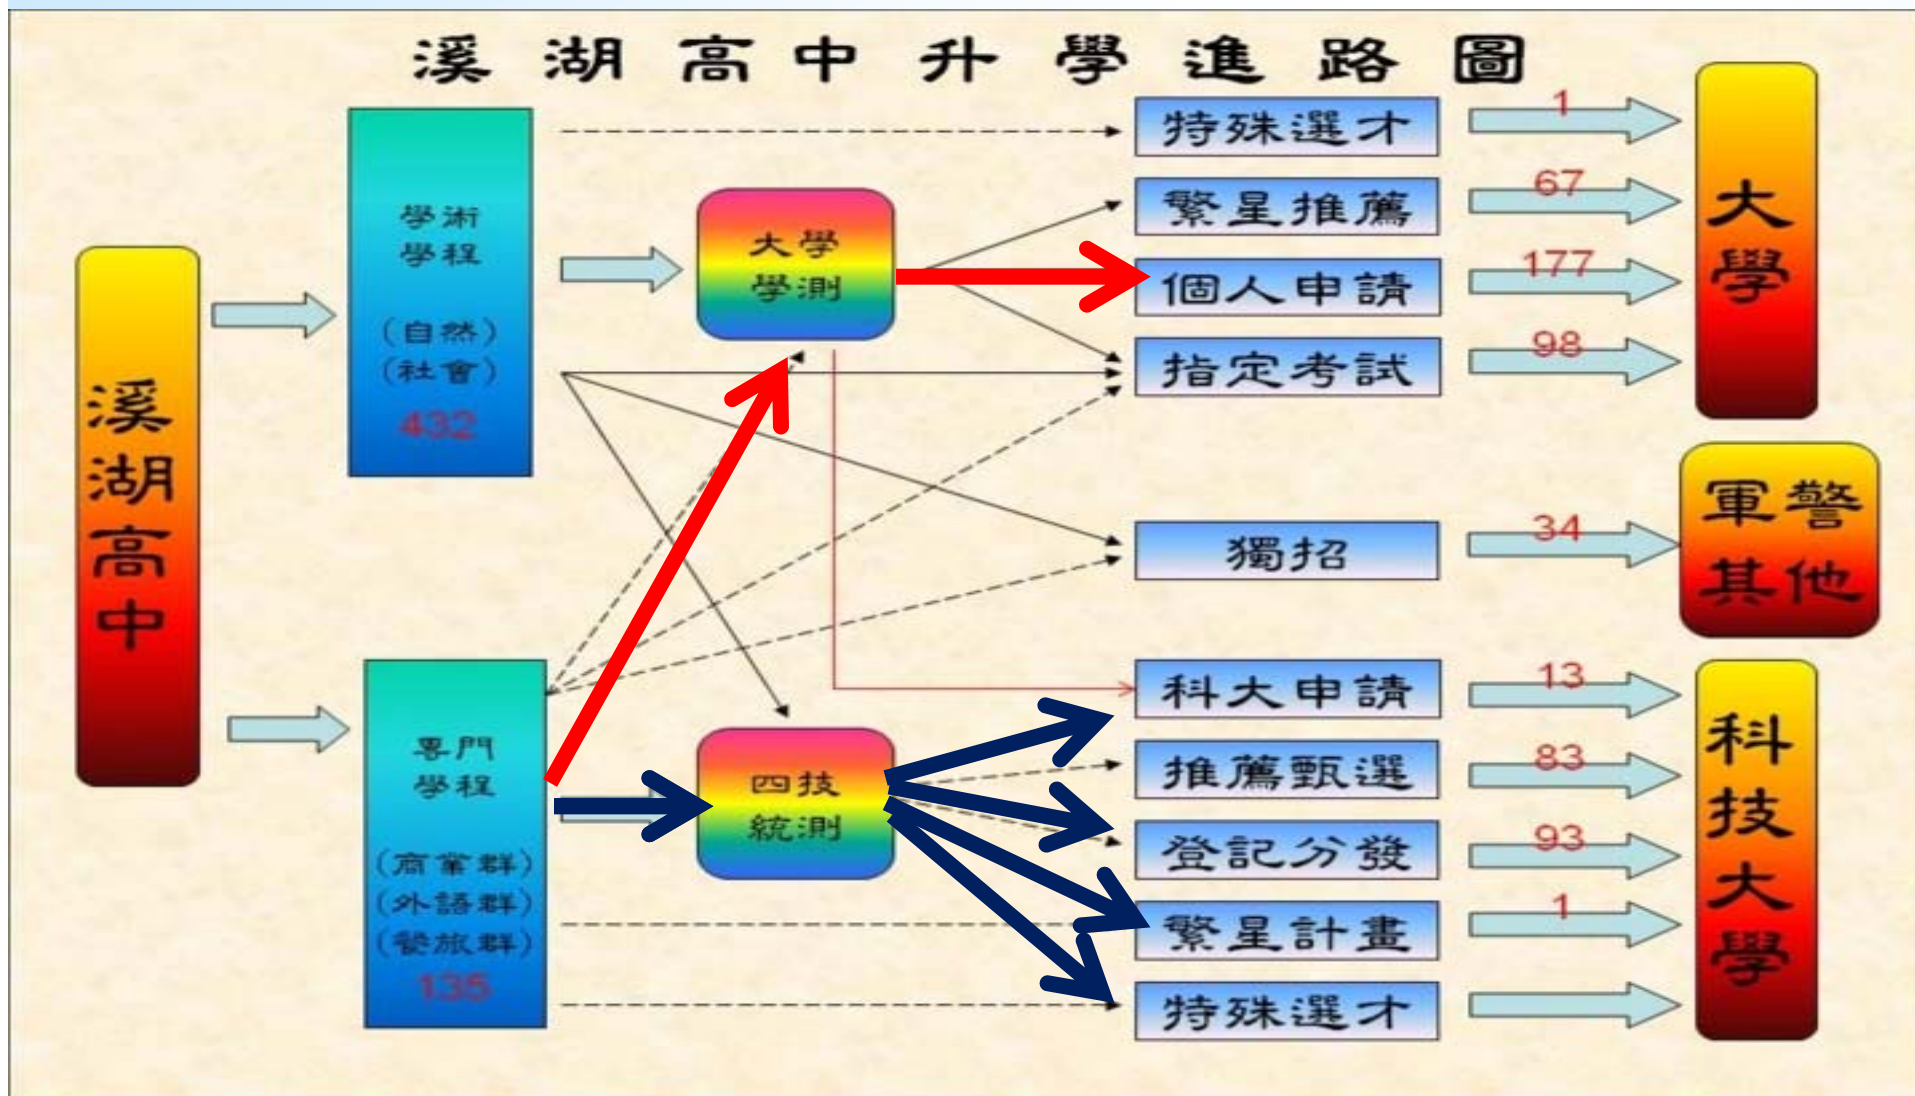 溪湖高中升學進路圖
溪湖高中
學術
學程
(自然)
(社會)
432
專門
學程
(商業群)
(外語群)
(餐旅群)
135
大學
學測
四技
統測
特殊選才
1
繁星推薦
67
個人申請
177
指定考試
98
獨招
34
科大申請
13
推薦甄選
83
登記分發
93
繁星計畫
1
特殊選才
大學
軍警
其他
科技大學